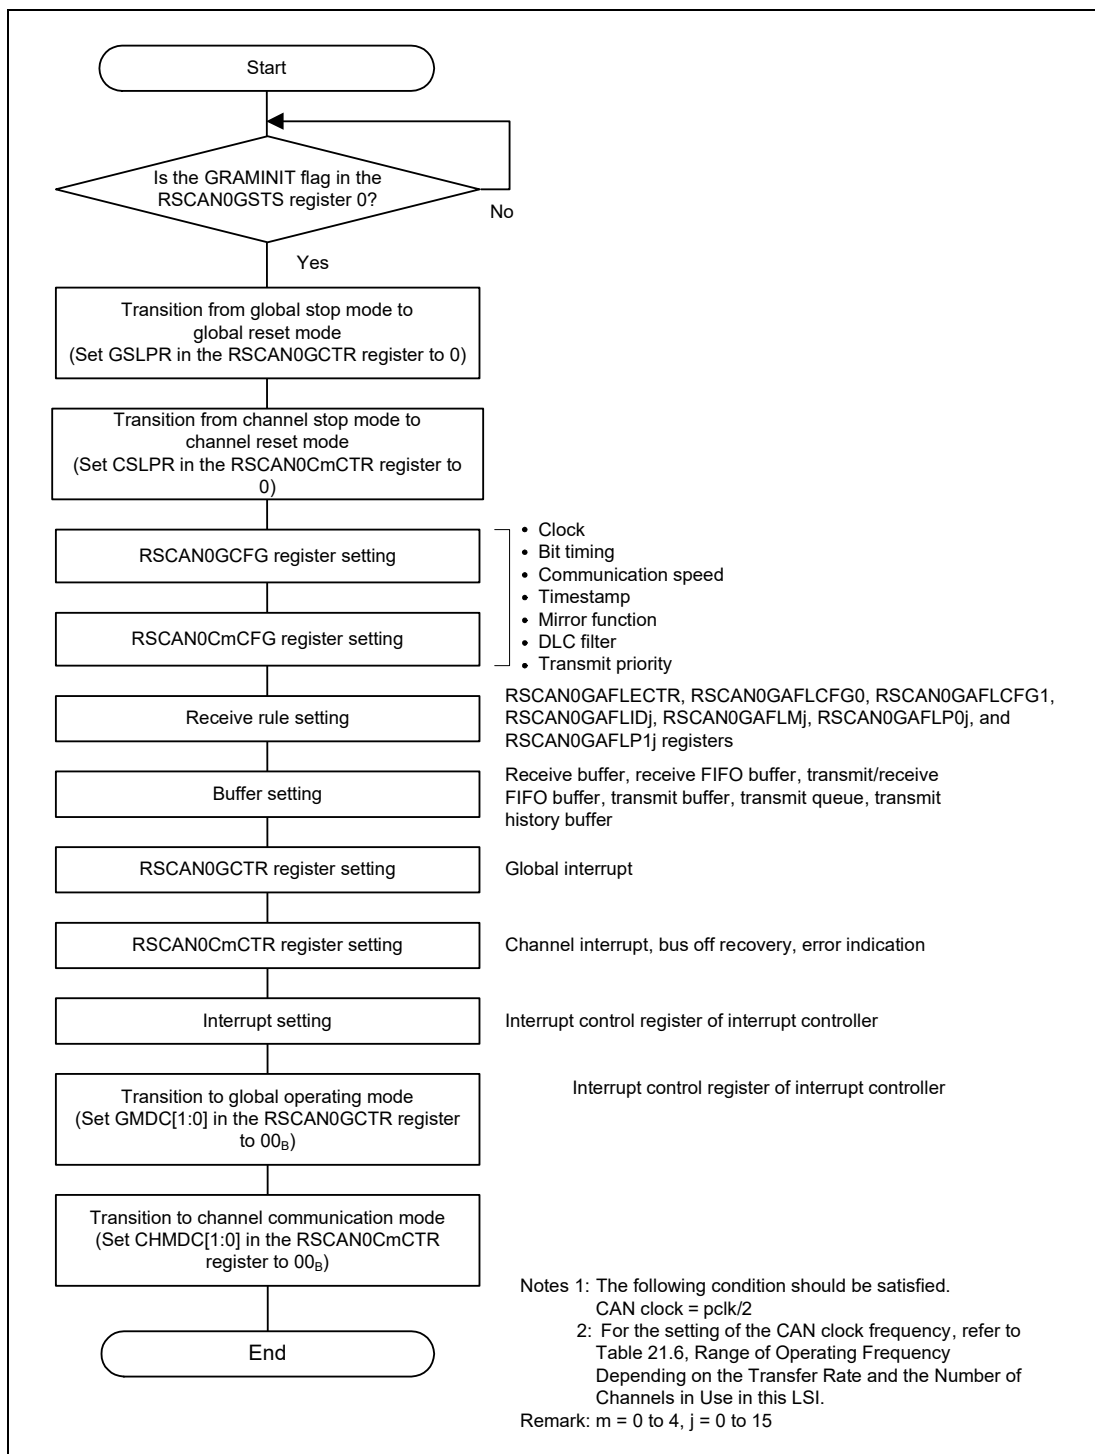 Start
Is the GRAMINIT flag in the
RSCAN0GSTS register 0?
No
Yes
Transition from global stop mode to
global reset mode
(Set GSLPR in the RSCAN0GCTR register to 0)
Transition from channel stop mode to
channel reset mode
(Set CSLPR in the RSCAN0CmCTR register to
0)
RSCAN0GCFG register setting
RSCAN0CmCFG register setting
• Clock
• Bit timing
• Communication speed
• Timestamp
• Mirror function
• DLC filter
• Transmit priority
Receive rule setting
RSCAN0GAFLECTR, RSCAN0GAFLCFG0, RSCAN0GAFLCFG1,
RSCAN0GAFLIDj, RSCAN0GAFLMj, RSCAN0GAFLP0j, and
RSCAN0GAFLP1j registers
Buffer setting
Receive buffer, receive FIFO buffer, transmit/receive
FIFO buffer, transmit buffer, transmit queue, transmit
history buffer
RSCAN0GCTR register setting
Global interrupt
RSCAN0CmCTR register setting
Channel interrupt, bus off recovery, error indication
Interrupt setting
Interrupt control register of interrupt controller
Transition to global operating mode
(Set GMDC[1:0] in the RSCAN0GCTR register
to 00B)
Interrupt control register of interrupt controller
Transition to channel communication mode
(Set CHMDC[1:0] in the RSCAN0CmCTR
register to 00B)
End
Notes 1: The following condition should be satisfied.
CAN clock = pclk/2
2: For the setting of the CAN clock frequency, refer to
Table 21.6, Range of Operating Frequency
Depending on the Transfer Rate and the Number of
Channels in Use in this LSI.
Remark: m = 0 to 4, j = 0 to 15